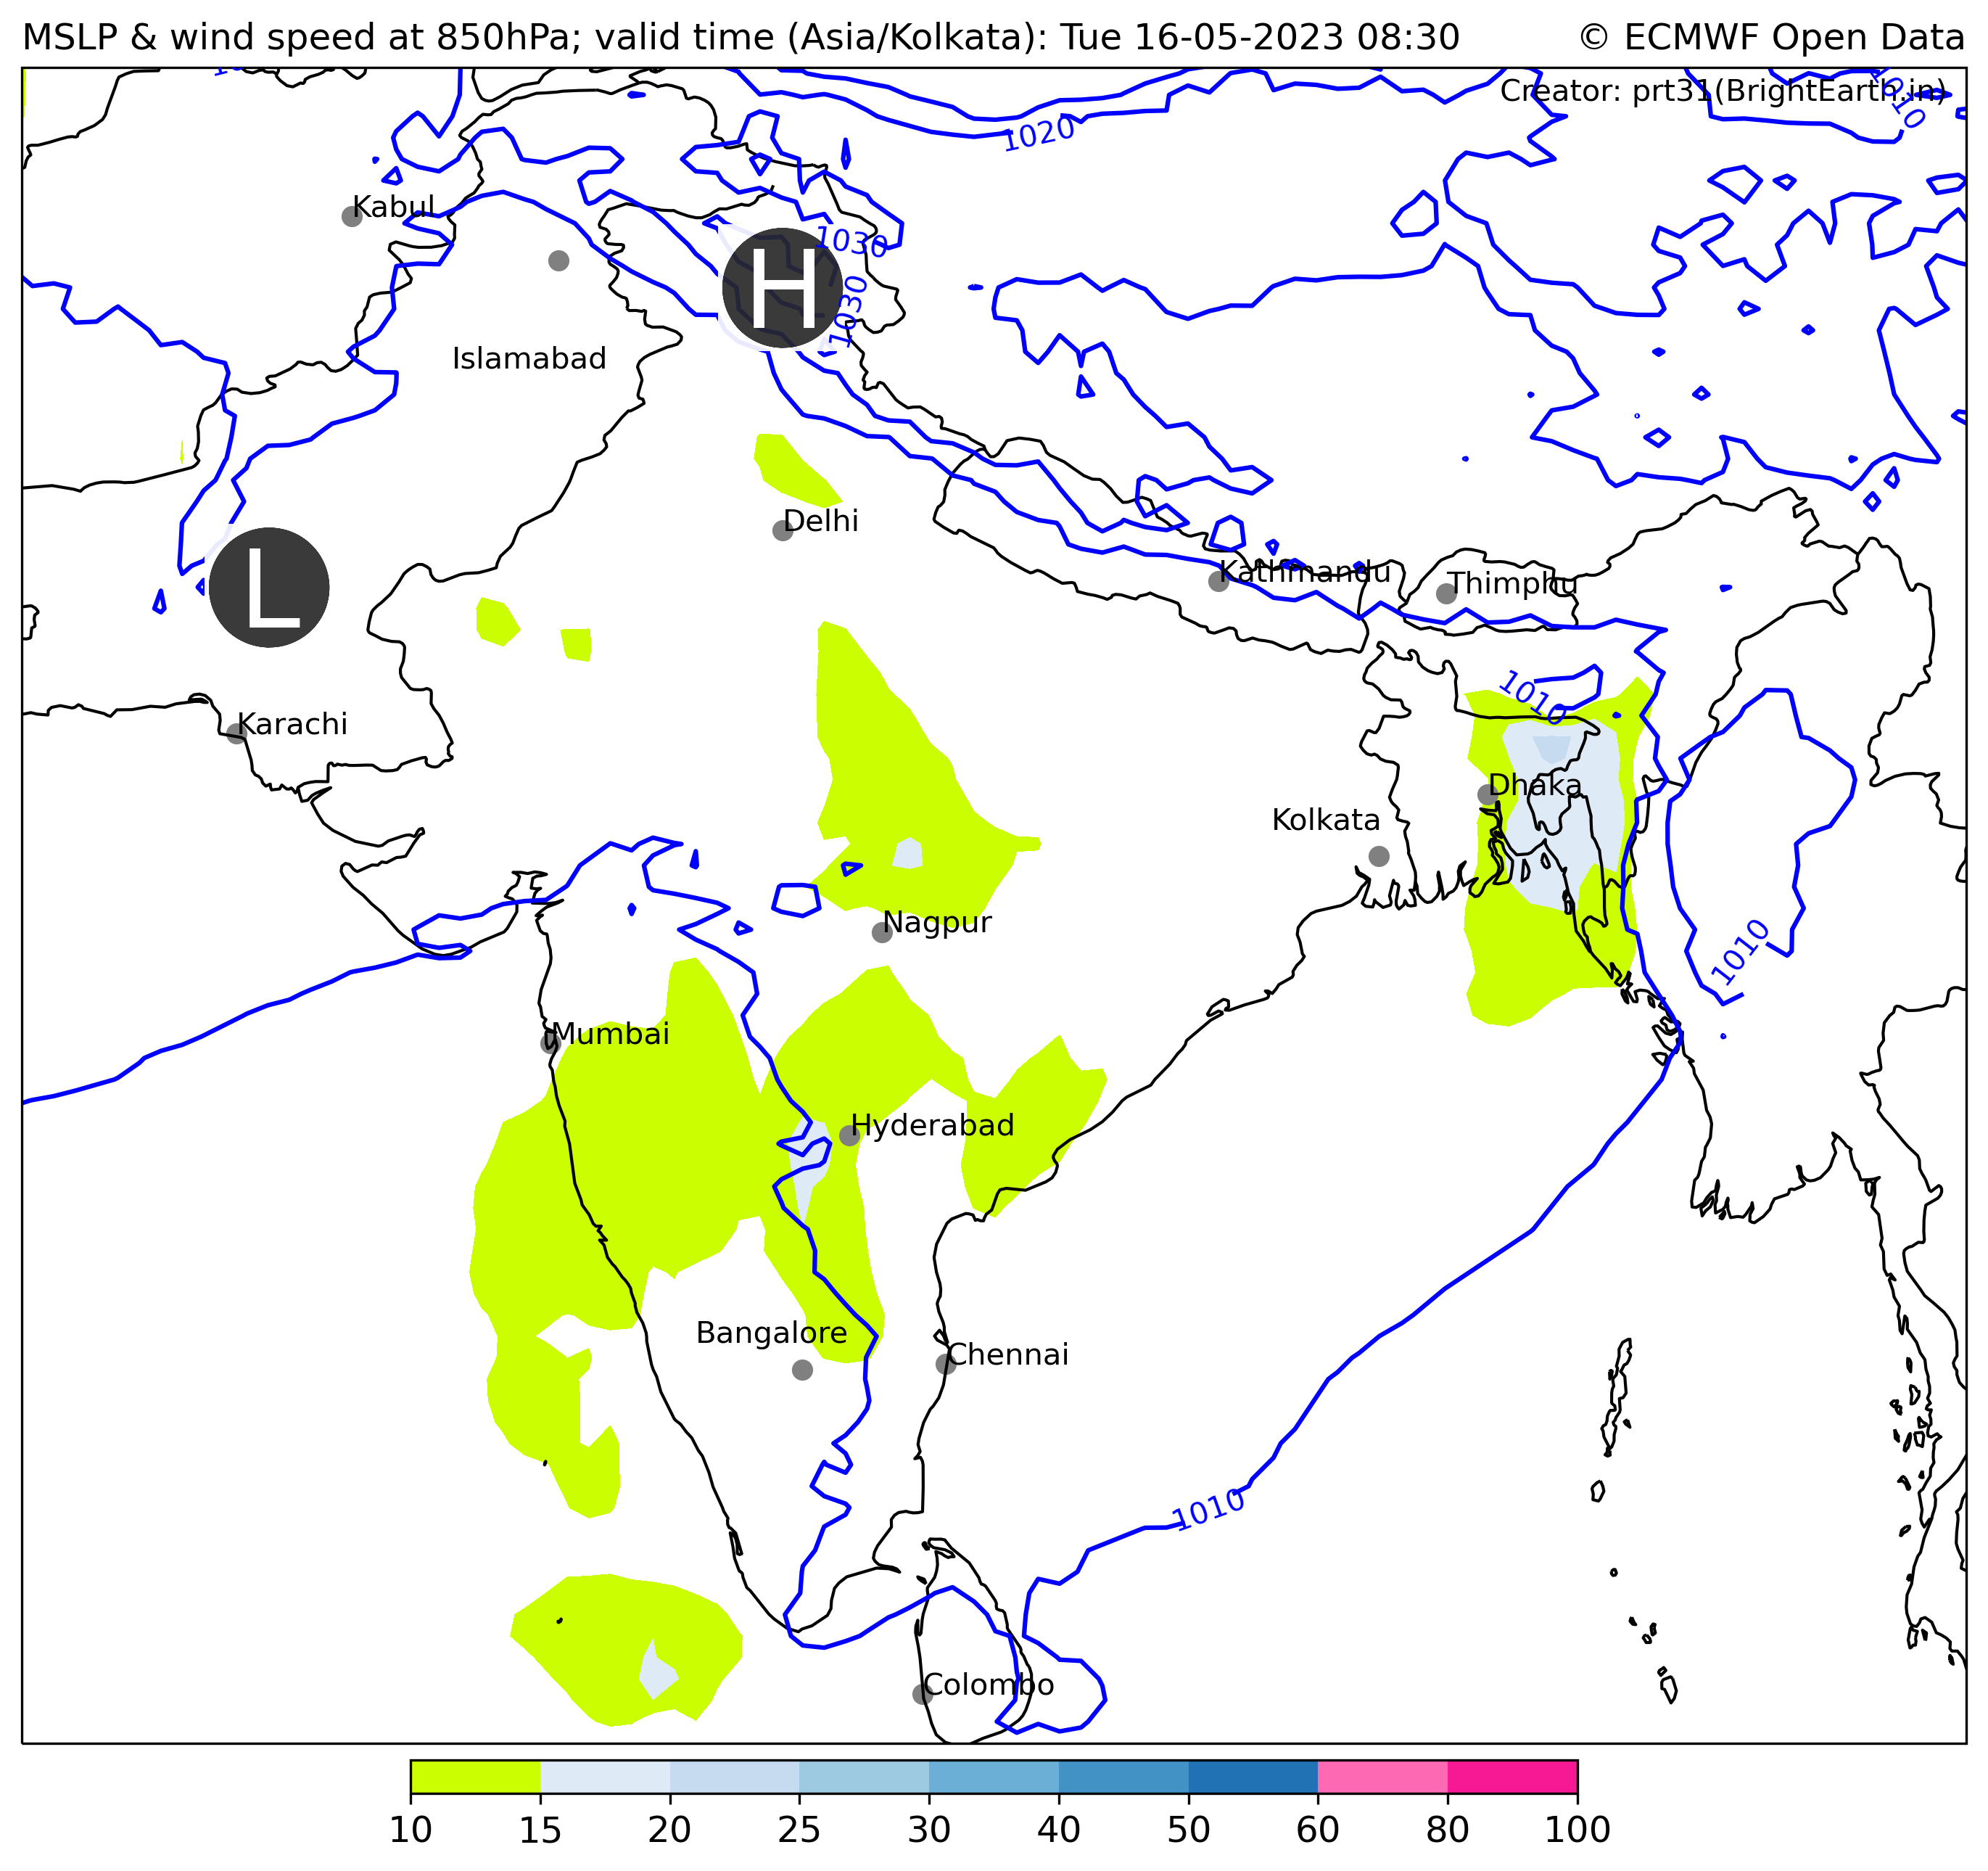 MSLP & wind speed at 850hPa; valid time (Asia/Kolkata): Tue 16-05-2023 08:30 © ECMWF Open Data
Creator: prt31(BrightEarth.in)
1010
1020
Kabul
1030
H
1030
Islamabad
Delhi
L
Kathmandu
Thimphu
1010
Karachi
Dhaka
Kolkata
Nagpur
1010
Mumbai
Hyderabad
Bangalore
Chennai
1010
Colombo
10 15 20 25 30 40 50 60 80 100